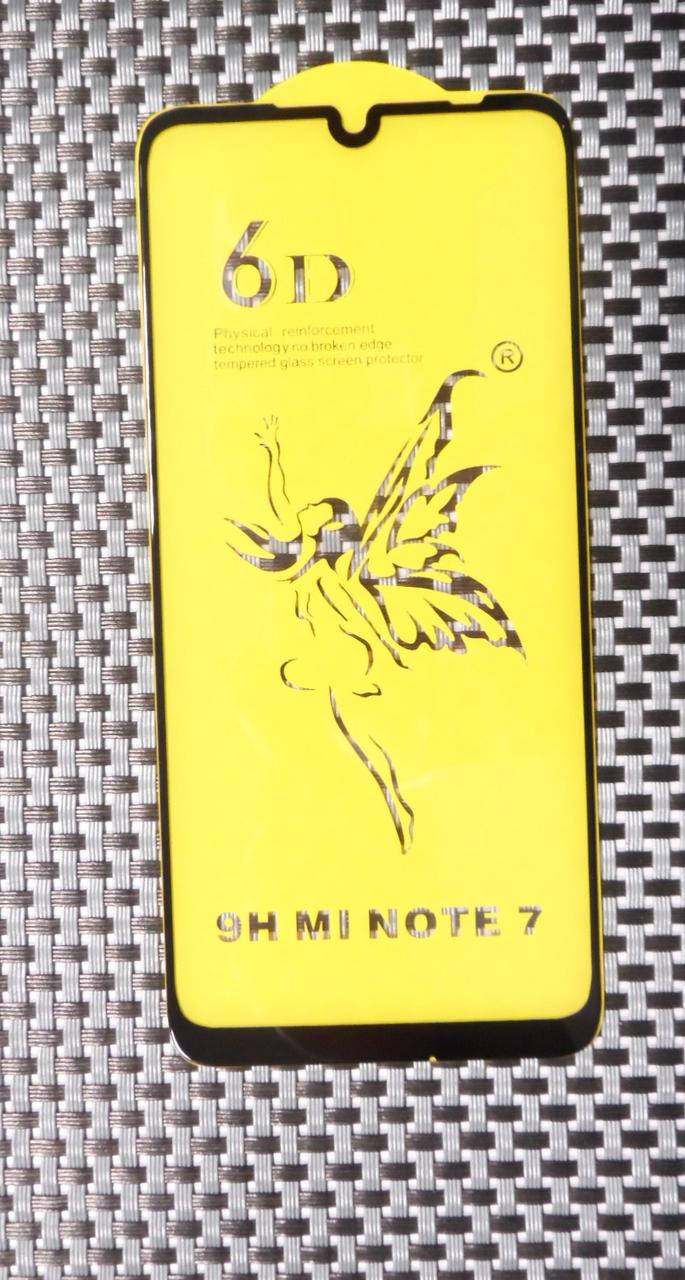 6D
Physical reinforcement
technology no broken edge
tempered glass screen protector
®
9H MI NOTE 7